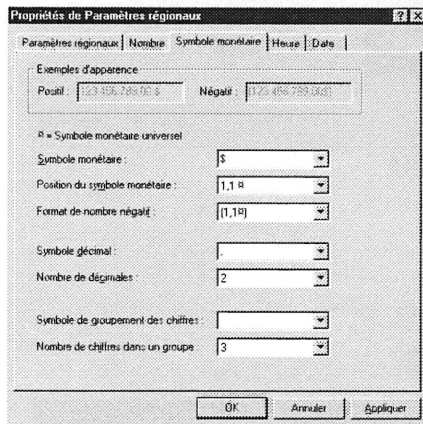 Propriétés de Paramètres régionaux
Paramètres régionaux Nombre Symbole monétaire Heure Date
Exemples d'apparence
Positif : 123 456 789.00 $ Négatif : (123 456 789.00$)
¤ = Symbole monétaire universel
Symbole monétaire : $
Position du symbole monétaire : 1,1 ¤
Format de nombre négatif : (1,1¤)
Symbole décimal : .
Nombre de décimales : 2
Symbole de groupement des chiffres :
Nombre de chiffres dans un groupe : 3
OK Annuler Appliquer